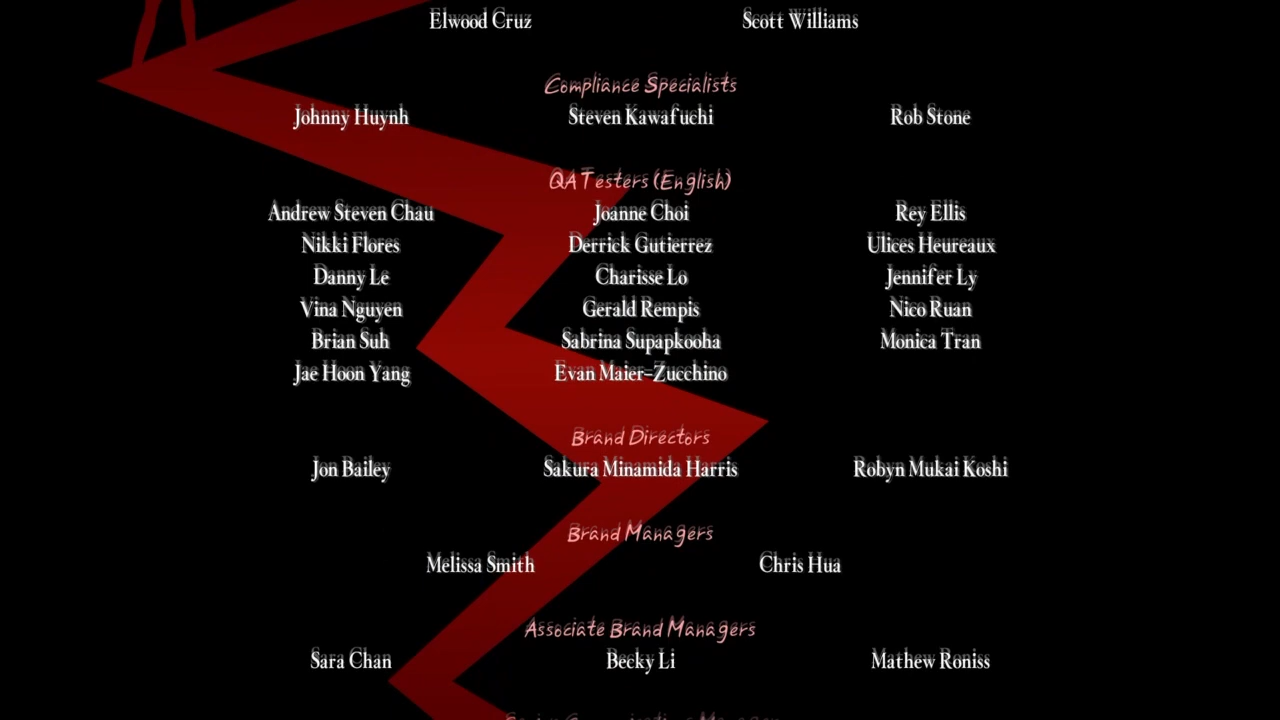 Elwood Cruz Scott Williams
Compliance Specialists
Johnny Huynh Steven Kawafuchi Rob Stone
QA Testers (English)
Andrew Steven Chau Joanne Choi Rey Ellis
Nikki Flores Derrick Gutierrez Ulices Heureaux
Danny Le Charisse Lo Jennifer Ly
Vina Nguyen Gerald Rempis Nico Ruan
Brian Suh Sabrina Supapkooha Monica Tran
Jae Hoon Yang Evan Maier-Zucchino
Brand Directors
Jon Bailey Sakura Minamida Harris Robyn Mukai Koshi
Brand Managers
Melissa Smith Chris Hua
Associate Brand Managers
Sara Chan Becky Li Mathew Roniss